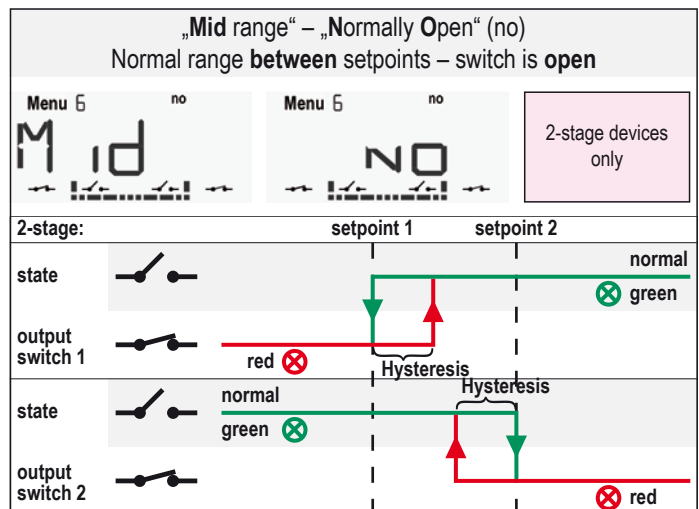 „Mid range“ – „Normally Open“ (no)
Normal range between setpoints – switch is open
Menu 6 no
Mid
Menu 6 no
NO
2-stage devices
only
2-stage: setpoint 1 setpoint 2
state normal
green
output
switch 1
red
Hysteresis
Hysteresis
state normal
green
output
switch 2
red